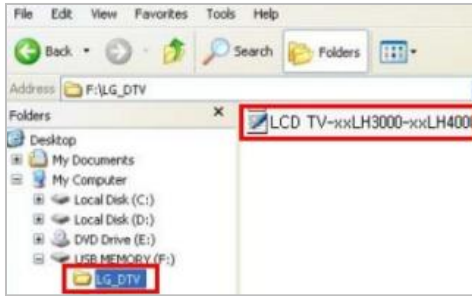 File Edit View Favorites Tools Help
Back Search Folders
Address F:\LG_DTV
Folders
Desktop
My Documents
My Computer
Local Disk (C:)
Local Disk (D:)
DVD Drive (E:)
USB MEMORY (F:)
LG_DTV
LCD TV-xxLH3000-xxLH4000